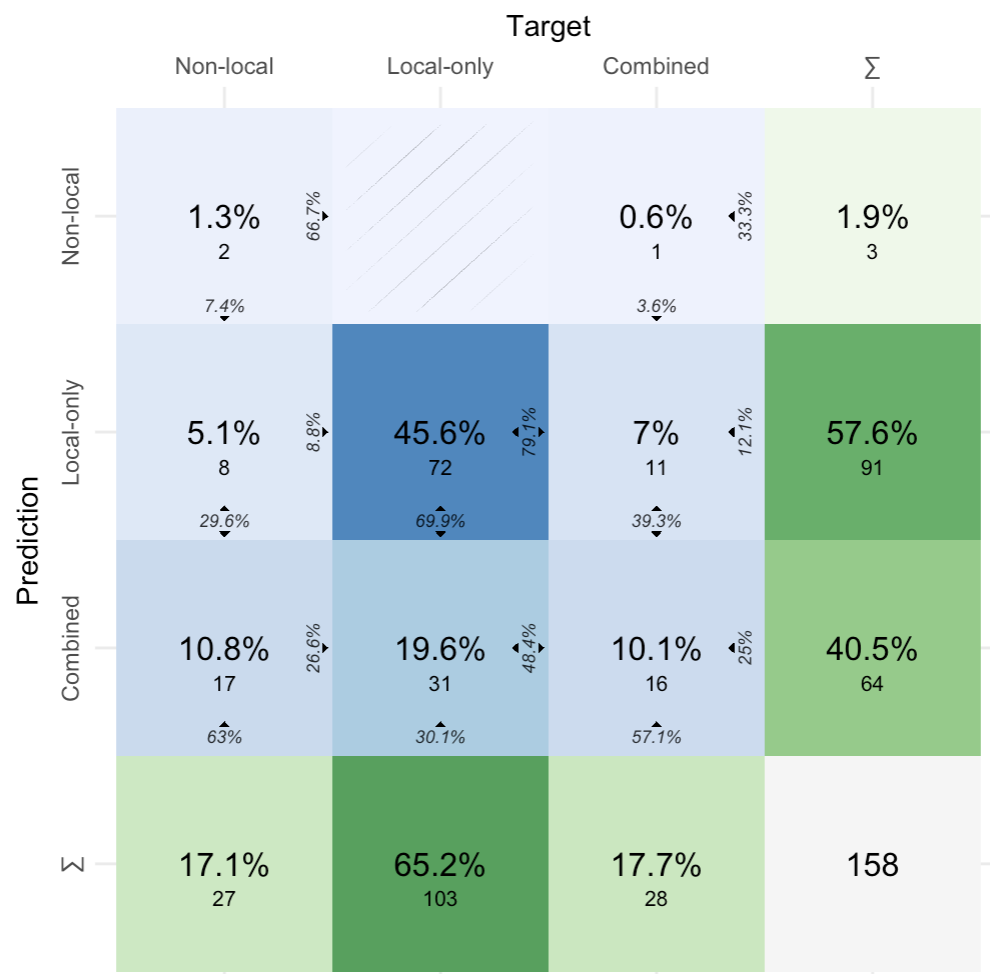 Target
Non-local Local-only Combined ∑
Non-local
1.3% 66.7% 0.6% 33.3% 1.9%
2 1 3
7.4% 3.6%
Local-only
5.1% 8.8% 45.6% 79.1% 7% 12.1% 57.6%
8 72 11 91
29.6% 69.9% 39.3%
Prediction
Combined
10.8% 26.6% 19.6% 48.4% 10.1% 25% 40.5%
17 31 16 64
63% 30.1% 57.1%
∑
17.1% 65.2% 17.7% 158
27 103 28